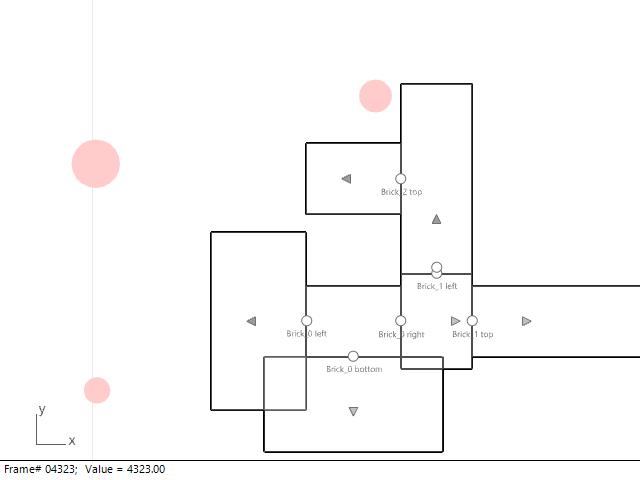 Brick_2 top
Brick_1 left
Brick_0 left
Brick_0 right
Brick_1 top
Brick_0 bottom
y
x
Frame# 04323; Value = 4323.00